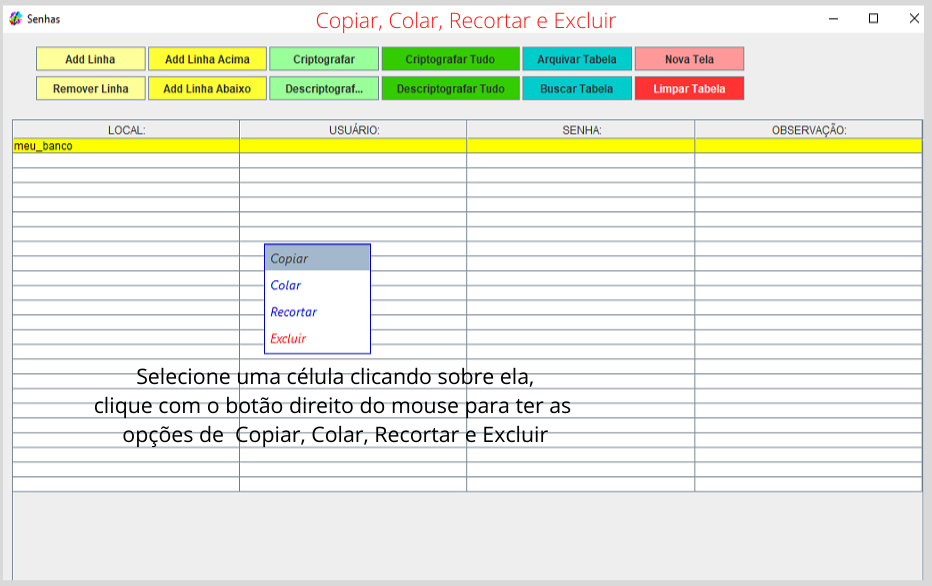 Senhas
Copiar, Colar, Recortar e Excluir
Add Linha
Add Linha Acima
Criptografar
Criptografar Tudo
Arquivar Tabela
Nova Tela
Remover Linha
Add Linha Abaixo
Descriptograf...
Descriptografar Tudo
Buscar Tabela
Limpar Tabela
LOCAL:
USUÁRIO:
SENHA:
OBSERVAÇÃO:
meu_banco
Copiar
Colar
Recortar
Excluir
Selecione uma célula clicando sobre ela,
clique com o botão direito do mouse para ter as
opções de Copiar, Colar, Recortar e Excluir